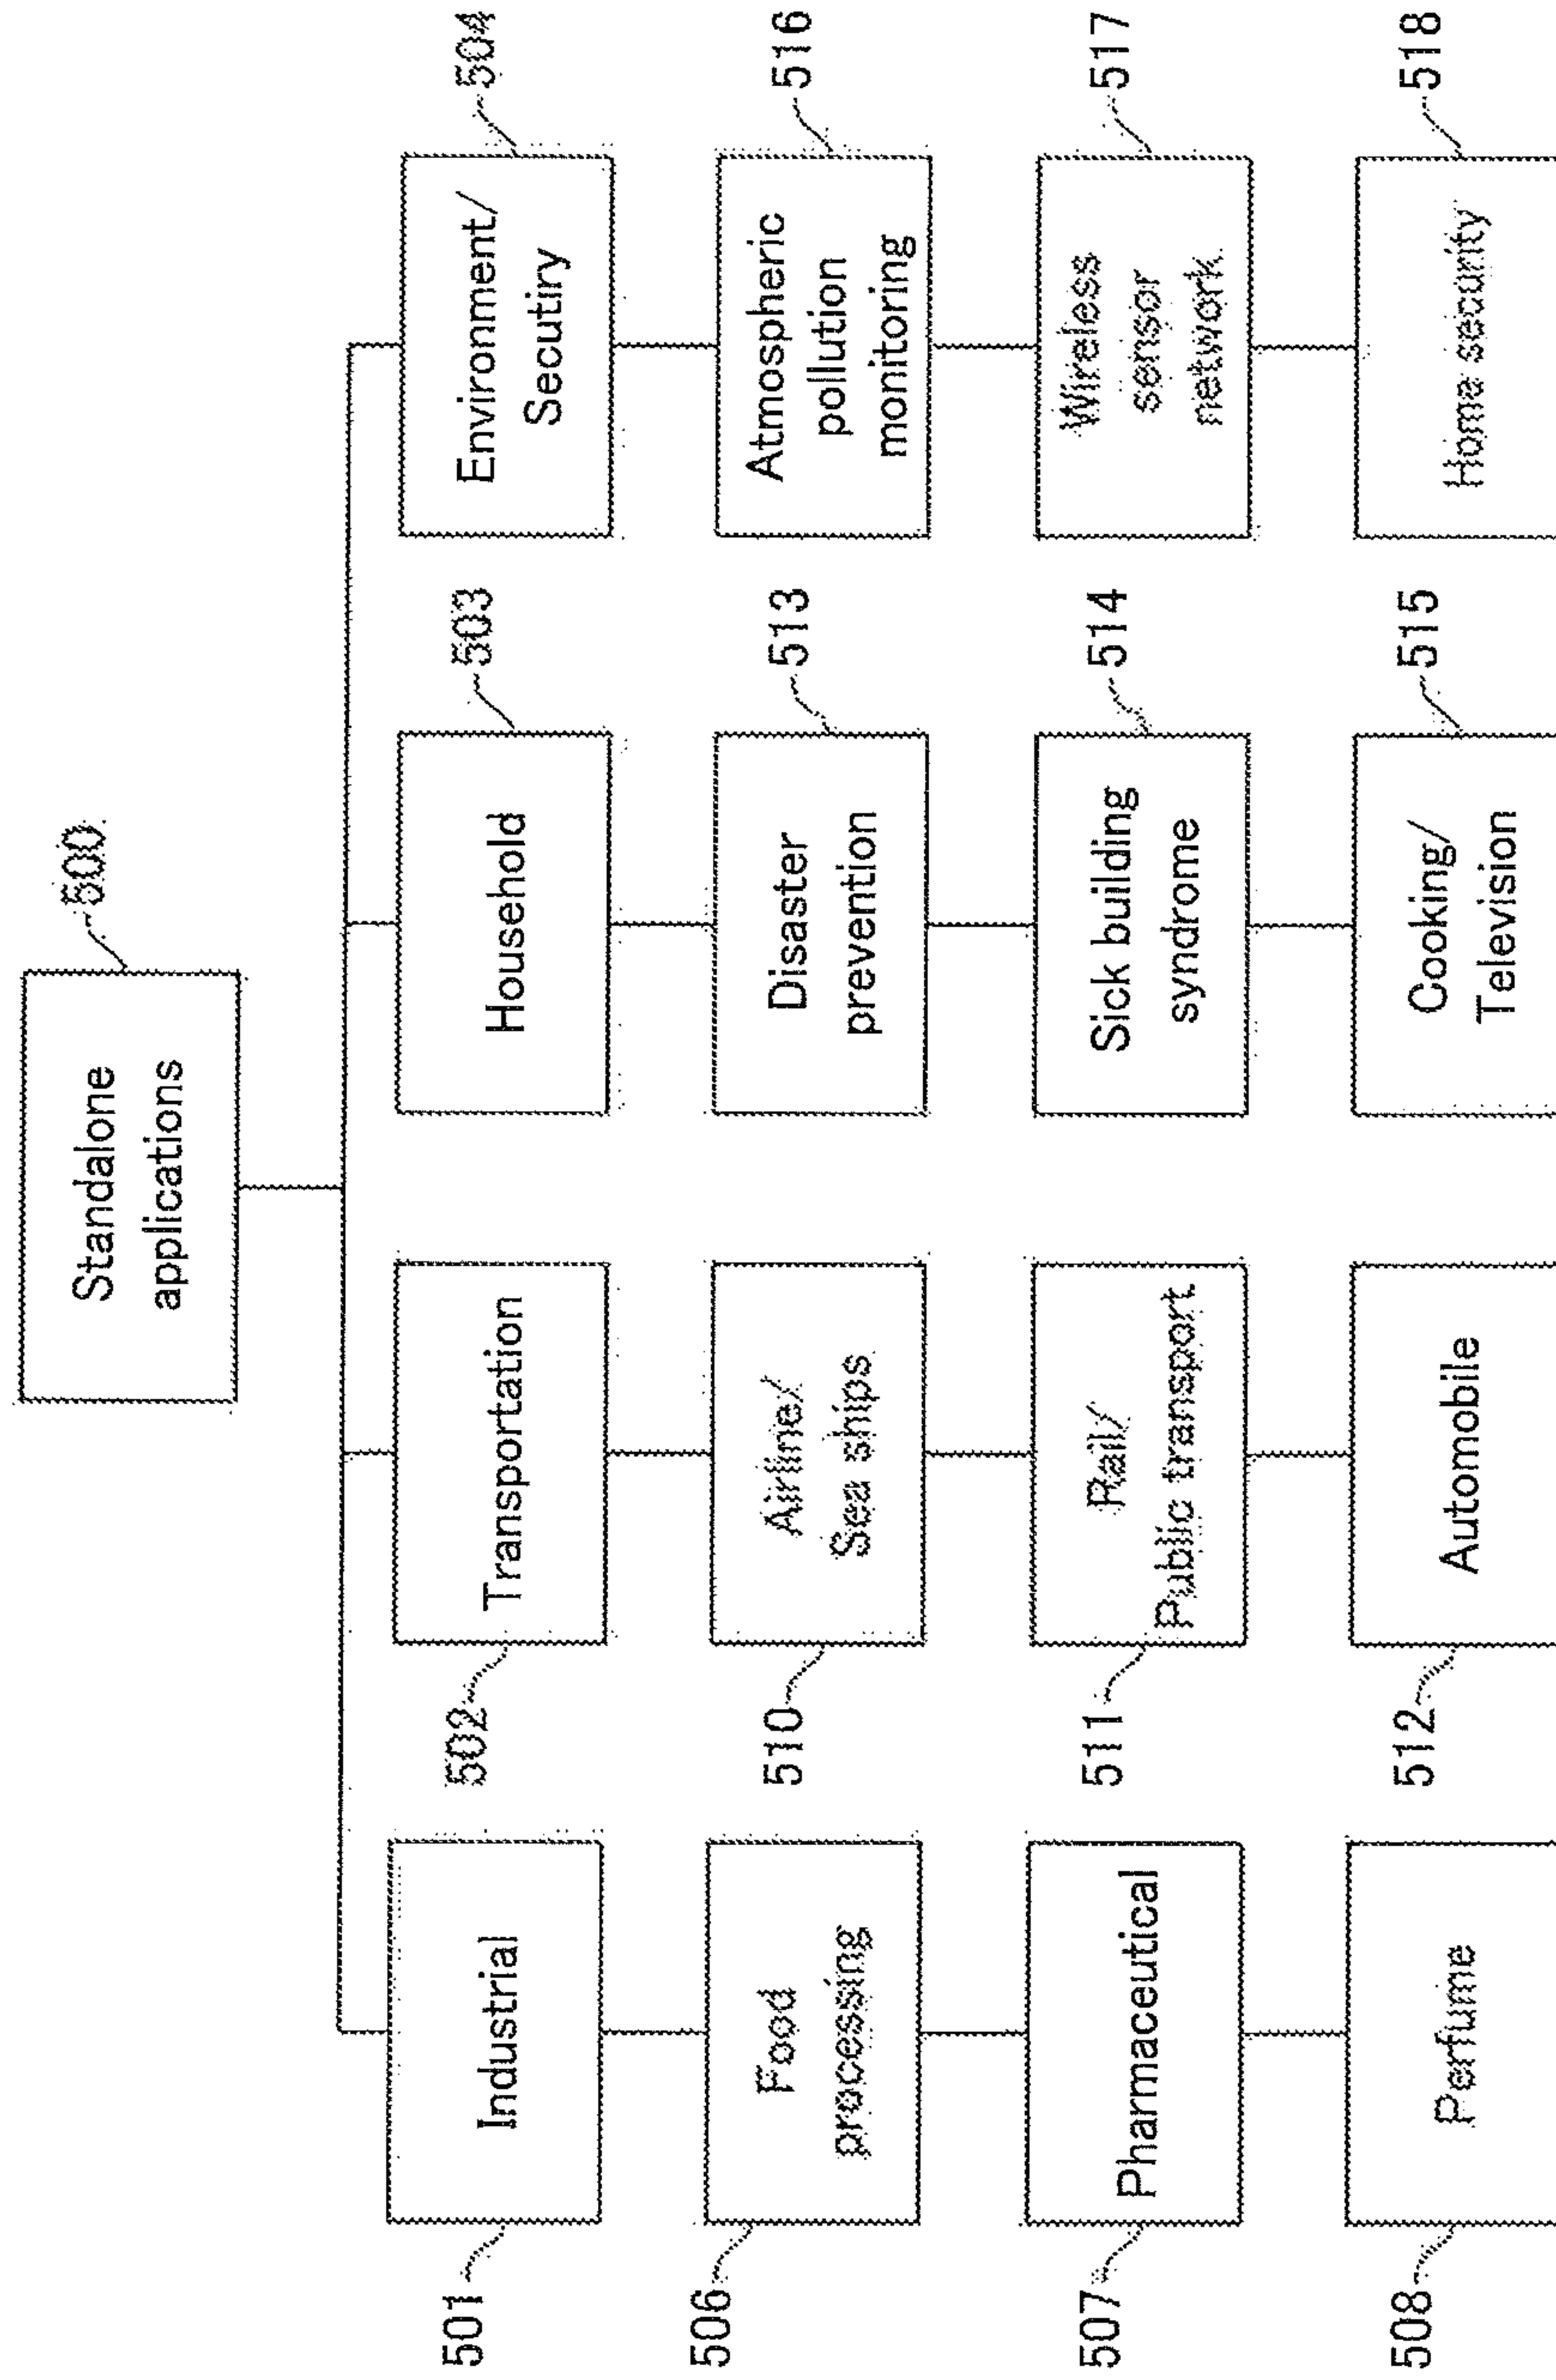 Standalone
applications
500
Industrial
501
Transportation
502
Household
503
Environment/
Secutiry
504
Food
processing
506
Airline/
Sea ships
510
Disaster
prevention
513
Atmospheric
pollution
monitoring
516
Pharmaceutical
507
Rail/
Public transport
511
Sick building
syndrome
514
Wireless
sensor
network
517
Perfume
508
Automobile
512
Cooking/
Television
515
Home security
518